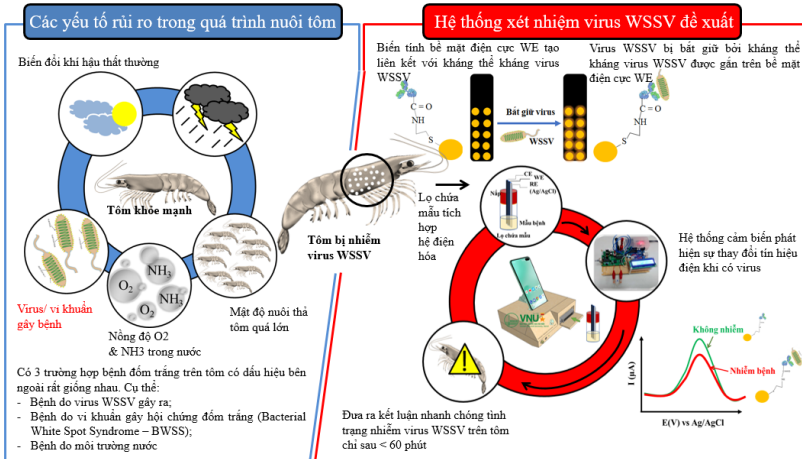 Các yếu tố rủi ro trong quá trình nuôi tôm
Biến đổi khí hậu thất thường
Tôm khỏe mạnh
Virus/ vi khuẩn
gây bệnh
O2
NH3
O2
NH3
Nồng độ O2
& NH3 trong nước
Mật độ nuôi thả
tôm quá lớn
Có 3 trường hợp bệnh đốm trắng trên tôm có dấu hiệu bên
ngoài rất giống nhau. Cụ thể:
- Bệnh do virus WSSV gây ra;
- Bệnh do vi khuẩn gây hội chứng đốm trắng (Bacterial
White Spot Syndrome – BWSS);
- Bệnh do môi trường nước
Tôm bị nhiễm
virus WSSV
Hệ thống xét nhiệm virus WSSV đề xuất
Biến tính bề mặt điện cực WE tạo
liên kết với kháng thể kháng virus
WSSV
C = O
NH
S
Bắt giữ virus
WSSV
Virus WSSV bị bắt giữ bởi kháng thể
kháng virus WSSV được gắn trên bề mặt
điện cực WE
C = O
NH
S
Lọ chứa
mẫu tích
hợp
hệ điện
hóa
CE
WE
RE
(Ag/AgCl)
Nắp
Mẫu bệnh
Lọ chứa mẫu
Hệ thống cảm biến phát
hiện sự thay đổi tín hiệu
điện khi có virus
VNU
Không nhiễm
Nhiễm bệnh
I (µA)
E(V) vs Ag/AgCl
Đưa ra kết luận nhanh chóng tình
trạng nhiễm virus WSSV trên tôm
chỉ sau < 60 phút